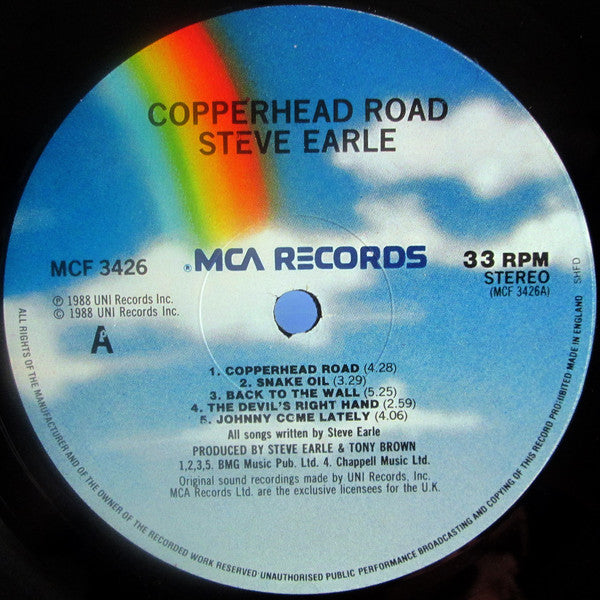 COPPERHEAD ROAD
STEVE EARLE
MCF 3426
®MCA RECORDS
33 RPM
STEREO
(MCF 3426A)
SHFD
℗ 1988 UNI Records Inc.
© 1988 UNI Records Inc.
A
1. COPPERHEAD ROAD (4.28)
2. SNAKE OIL (3.29)
3. BACK TO THE WALL (5.25)
4. THE DEVIL'S RIGHT HAND (2.59)
5. JOHNNY COME LATELY (4.06)
All songs written by Steve Earle
PRODUCED BY STEVE EARLE & TONY BROWN
1,2,3,5. BMG Music Pub. Ltd. 4. Chappell Music Ltd.
Original sound recordings made by UNI Records, Inc.
MCA Records Ltd. are the exclusive licensees for the U.K.
ALL RIGHTS OF THE MANUFACTURER AND OF THE OWNER OF THE RECORDED WORK RESERVED·UNAUTHORISED PUBLIC PERFORMANCE BROADCASTING AND COPYING OF THIS RECORD PROHIBITED·MADE IN ENGLAND